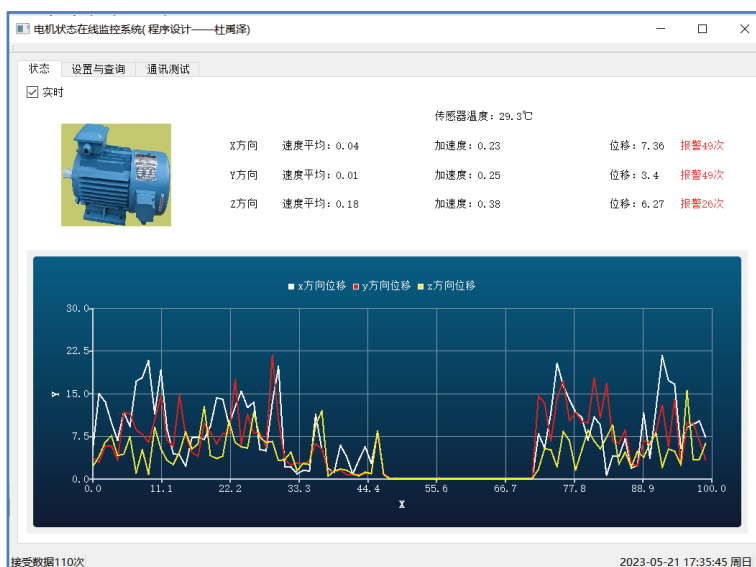 电机状态在线监控系统(程序设计——杜禹泽)
状态 设置与查询 通讯测试
实时
传感器温度：29.3℃
X方向 速度平均：0.04 加速度：0.23 位移：7.36 报警49次
Y方向 速度平均：0.01 加速度：0.25 位移：3.4 报警49次
Z方向 速度平均：0.18 加速度：0.38 位移：6.27 报警26次
x方向位移 y方向位移 z方向位移
30.0
22.5
Y
15.0
7.5
0.0
0.0 11.1 22.2 33.3 44.4 55.6 66.7 77.8 88.9 100.0
X
接受数据110次 2023-05-21 17:35:45 周日